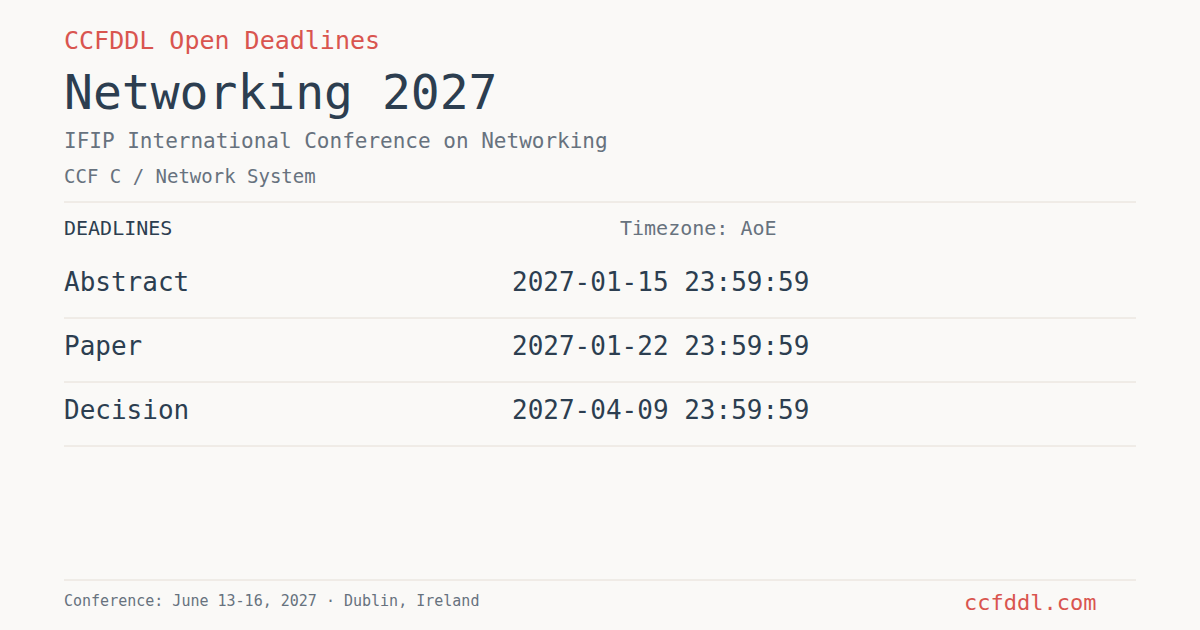 CCFDDL Open Deadlines
Networking 2027
IFIP International Conference on Networking
CCF C / Network System
DEADLINES Timezone: AoE
Abstract 2027-01-15 23:59:59
Paper 2027-01-22 23:59:59
Decision 2027-04-09 23:59:59
Conference: June 13-16, 2027 · Dublin, Ireland ccfddl.com